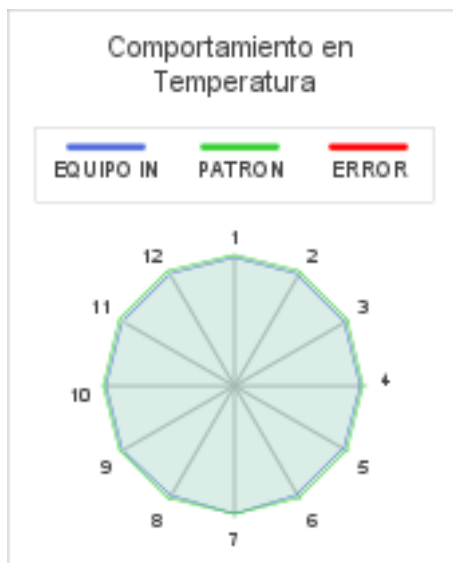 Comportamiento en
Temperatura
EQUIPO IN PATRON ERROR
1
12 2
11 3
10 4
9 5
8 6
7